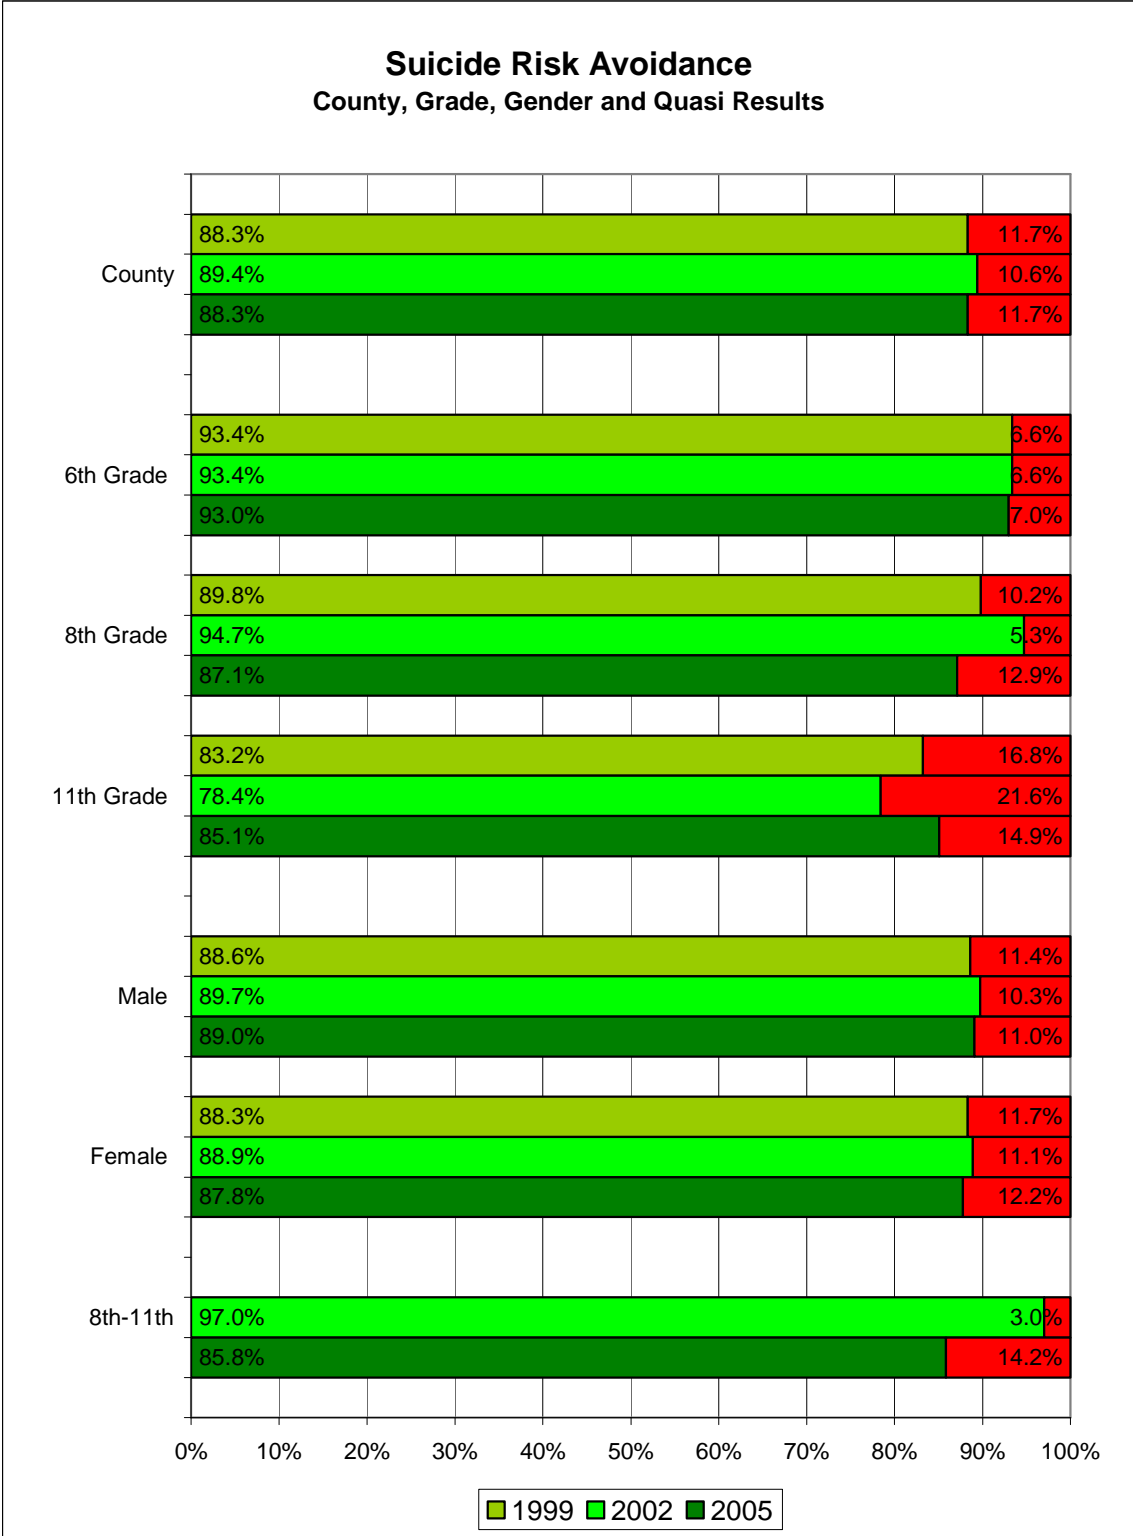 Suicide Risk Avoidance
County, Grade, Gender and Quasi Results
88.3% 11.7%
County 89.4% 10.6%
88.3% 11.7%
93.4% 6.6%
6th Grade 93.4% 6.6%
93.0% 7.0%
89.8% 10.2%
8th Grade 94.7% 5.3%
87.1% 12.9%
83.2% 16.8%
11th Grade 78.4% 21.6%
85.1% 14.9%
88.6% 11.4%
Male 89.7% 10.3%
89.0% 11.0%
88.3% 11.7%
Female 88.9% 11.1%
87.8% 12.2%
8th-11th 97.0% 3.0%
85.8% 14.2%
0% 10% 20% 30% 40% 50% 60% 70% 80% 90% 100%
1999 2002 2005